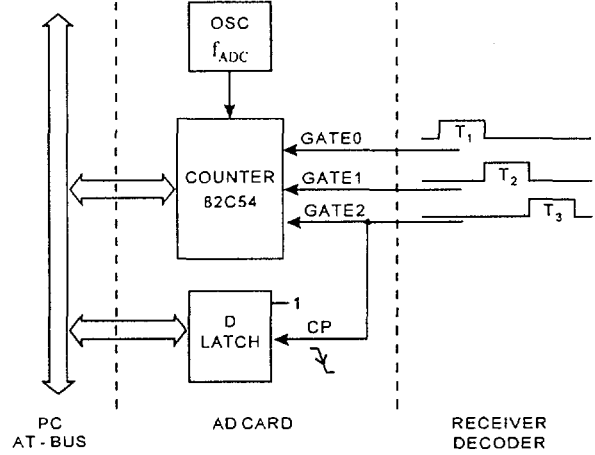 OSC
fADC
GATE0
T1
COUNTER
82C54
GATE1
T2
GATE2
T3
1
D
LATCH
CP
PC
AT - BUS
AD CARD
RECEIVER
DECODER